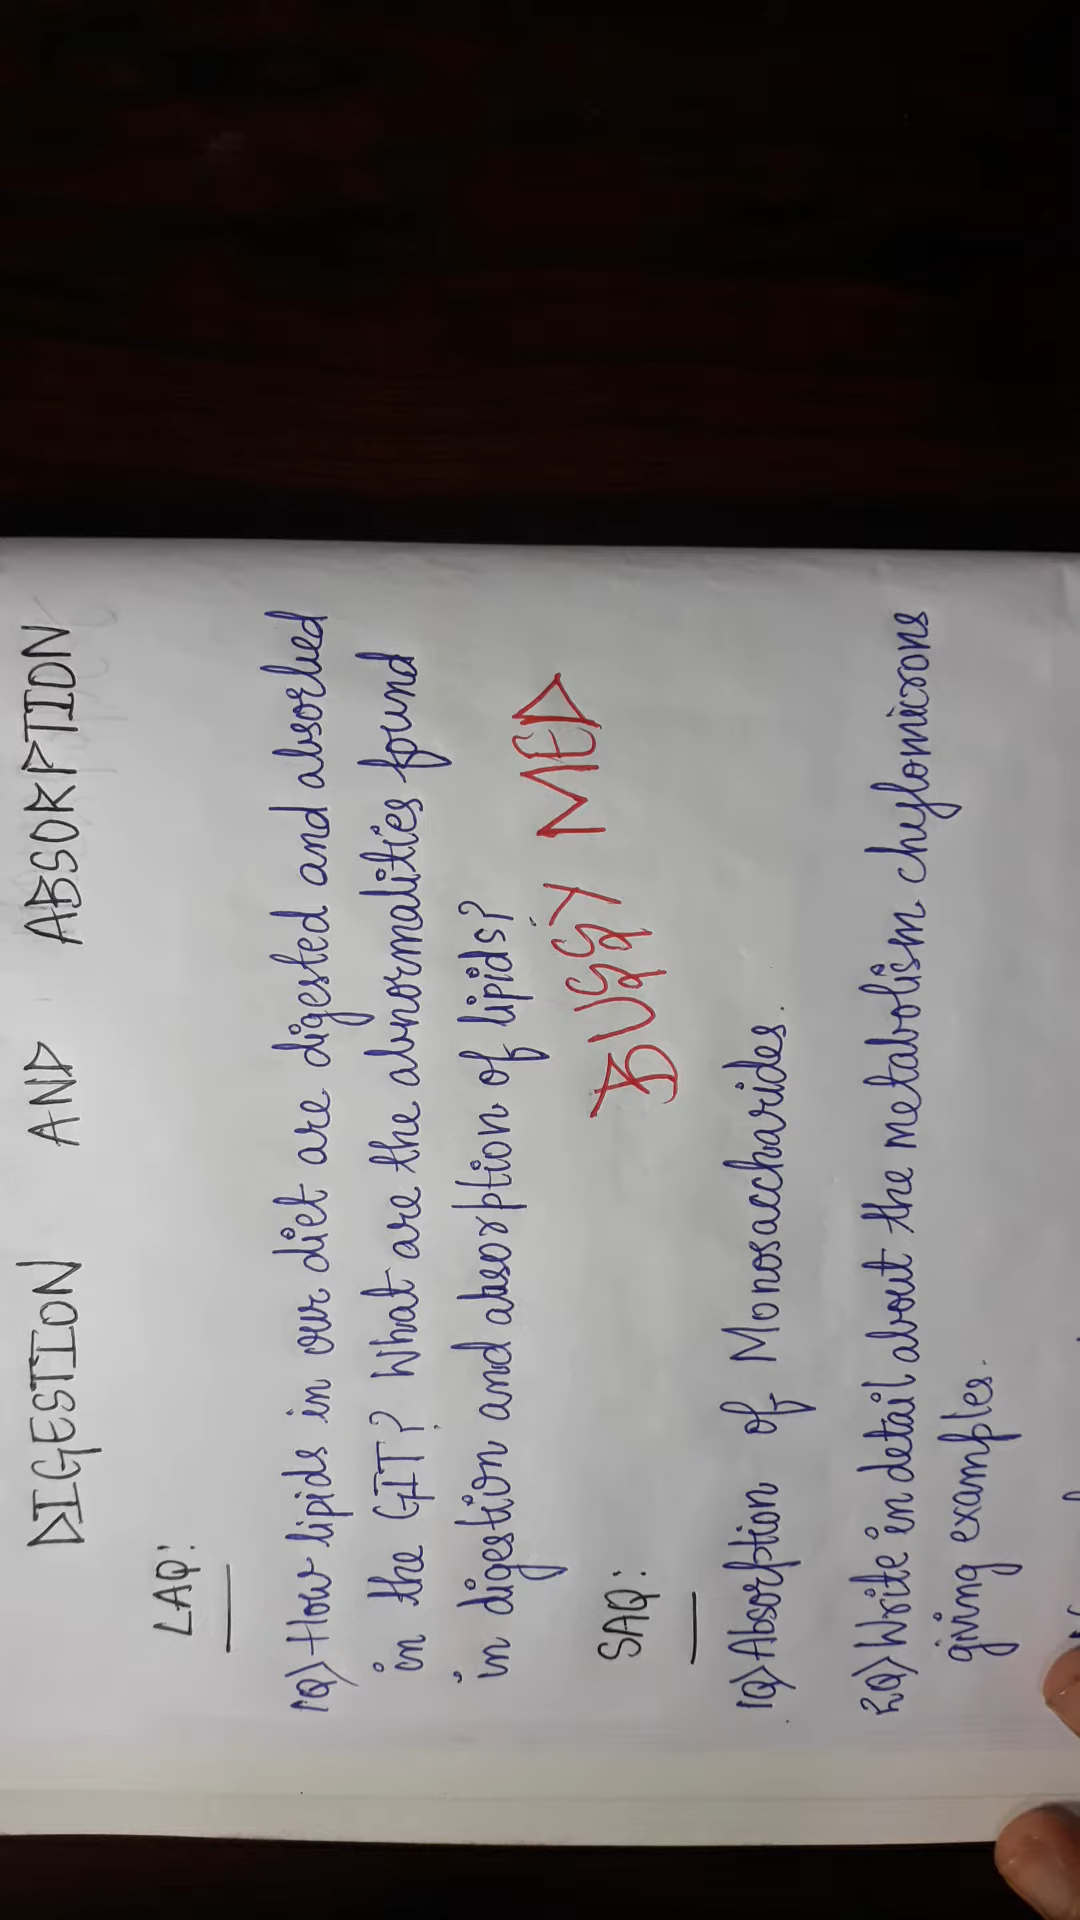 DIGESTION AND ABSORPTION
LAQ:
1Q) How lipids in our diet are digested and absorbed
in the GIT? What are the abnormalities found
in digestion and absorption of lipids?
BUGGY MED
SAQ:
1Q) Absorption of Monosaccharides.
2Q) Write in detail about the metabolism chylomicrons
giving examples.